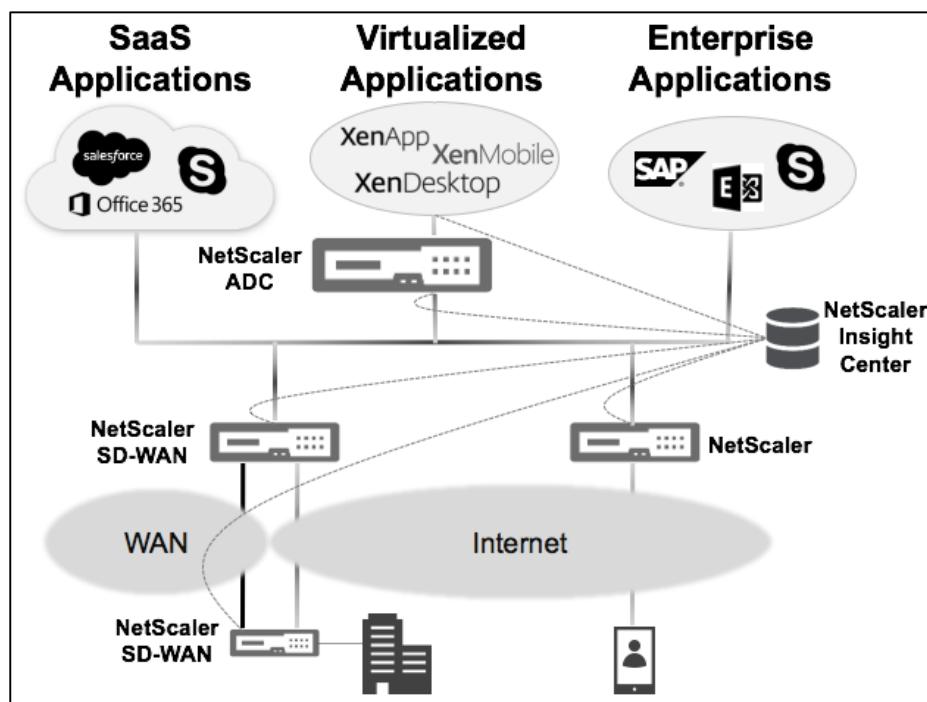 SaaS
Applications
Virtualized
Applications
Enterprise
Applications
salesforce
S
Office 365
XenApp
XenMobile
XenDesktop
SAP
®
E
S
NetScaler
ADC
NetScaler
Insight
Center
NetScaler
SD-WAN
NetScaler
WAN
Internet
NetScaler
SD-WAN